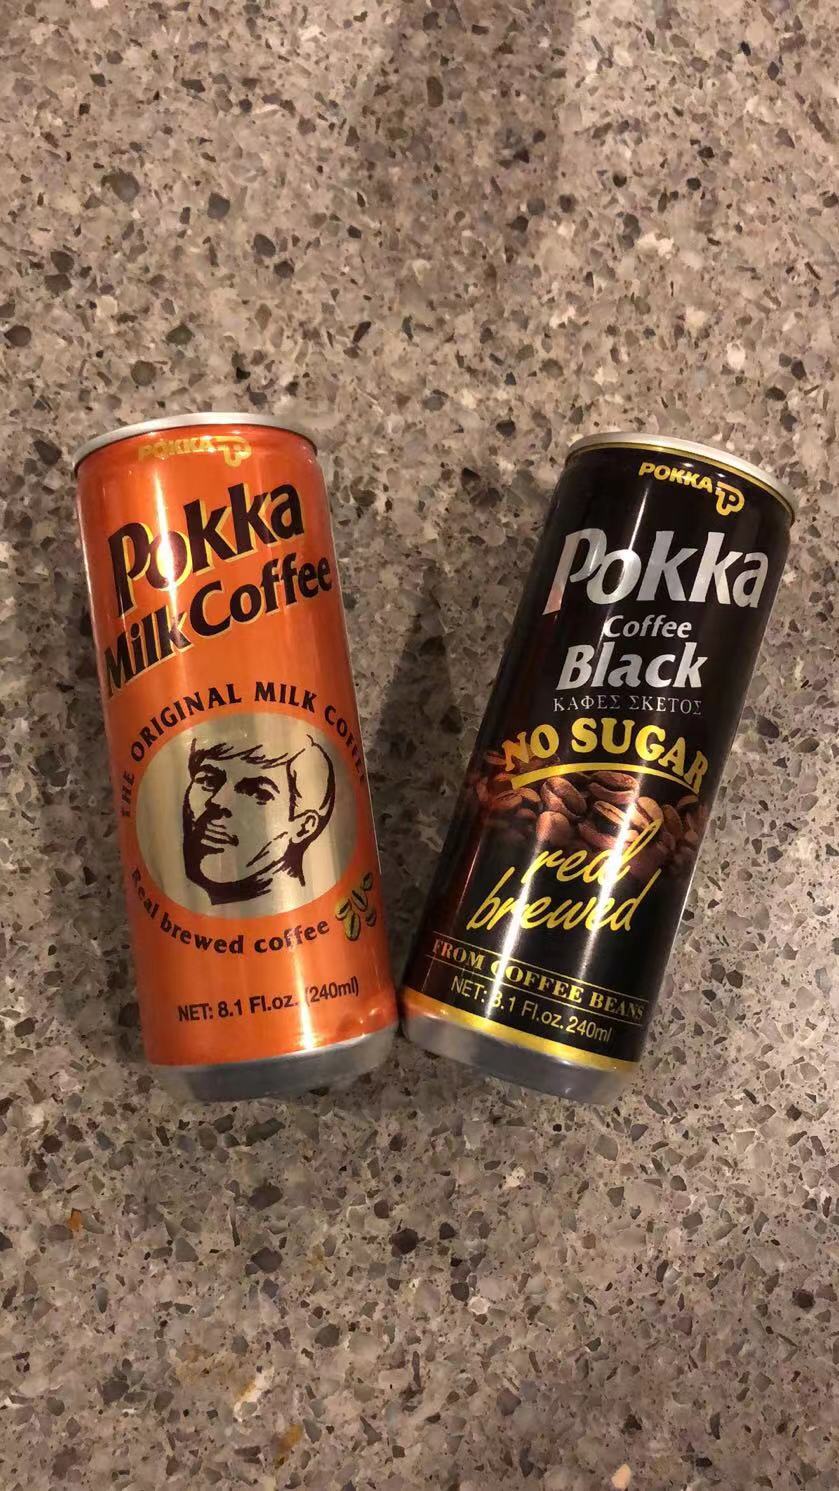 POKKA
Pokka
Milk Coffee
THE ORIGINAL MILK COFFEE
Real brewed coffee
NET: 8.1 Fl.oz. (240ml)
POKKA
Pokka
Coffee
Black
ΚΑΦΕΣ ΣΚΕΤΟΣ
NO SUGAR
real
brewed
FROM COFFEE BEANS
NET: 8.1 Fl.oz. 240ml